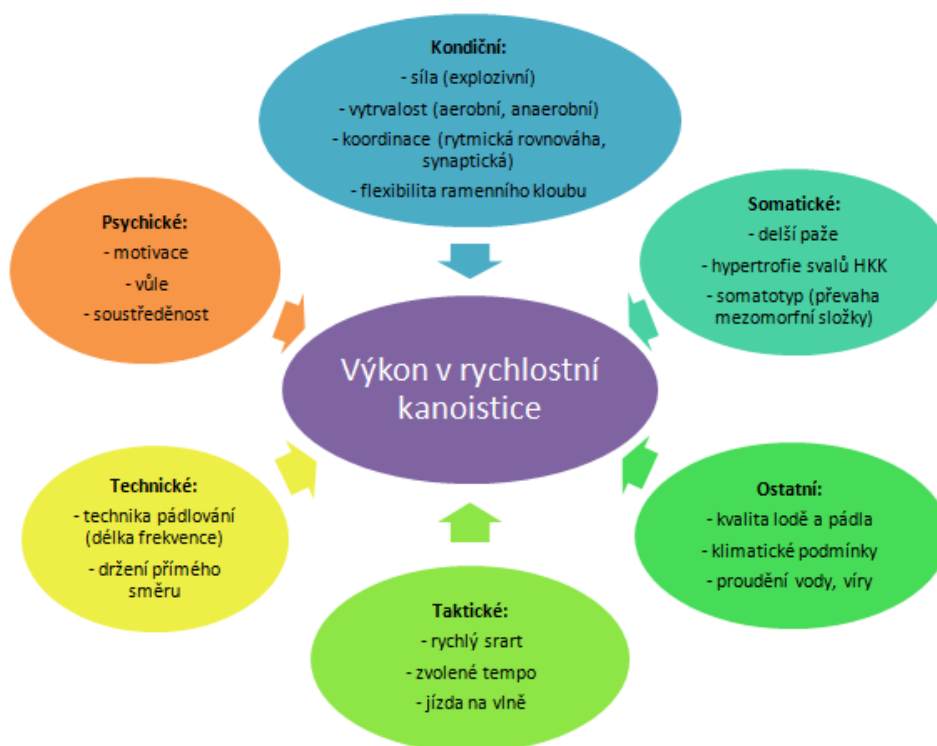 Kondiční:
- síla (explozivní)
- vytrvalost (aerobní, anaerobní)
- koordinace (rytmická rovnováha,
synaptická)
- flexibilita ramenního kloubu
Psychické:
- motivace
- vůle
- soustředěnost
Somatické:
- delší paže
- hypertrofie svalů HKK
- somatotyp (převaha
mezomorfní složky)
Výkon v rychlostní
kanoistice
Technické:
- technika pádlování
(délka frekvence)
- držení přímého
směru
Ostatní:
- kvalita lodě a pádla
- klimatické podmínky
- proudění vody, víry
Taktické:
- rychlý srart
- zvolené tempo
- jízda na vlně